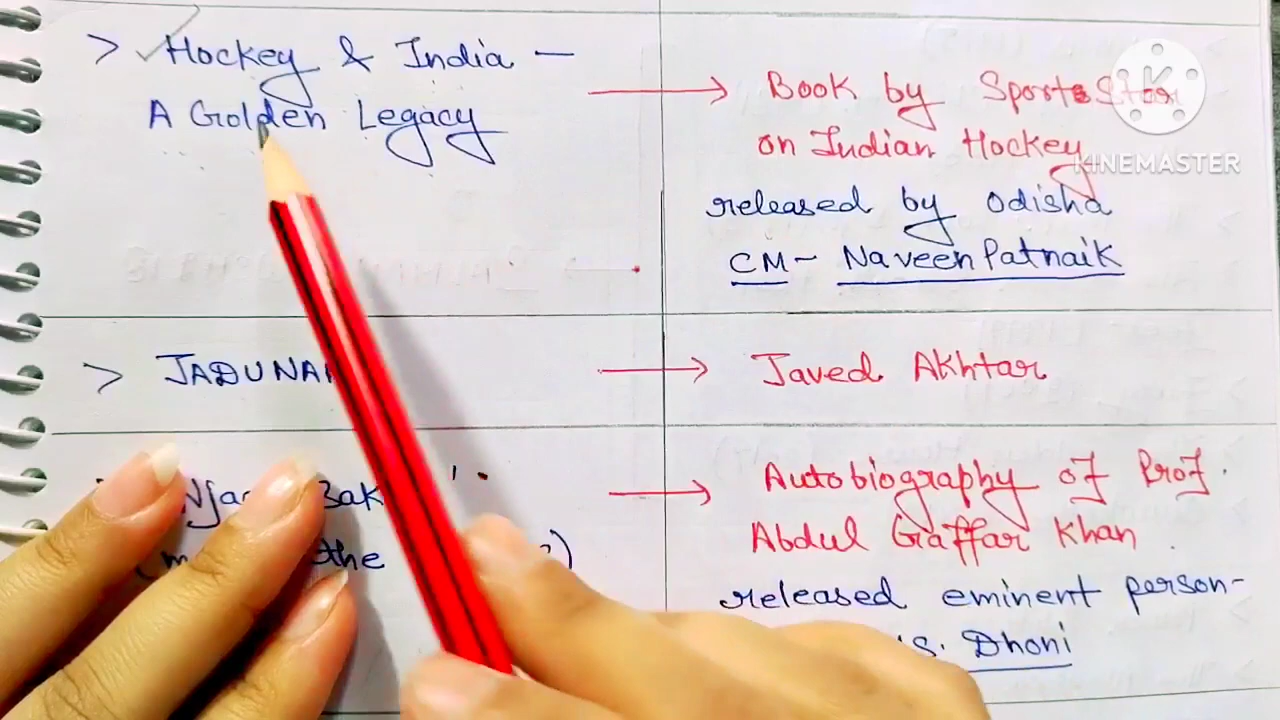 > Hockey & India —
A Golden Legacy
→ Book by Sports Star
on Indian Hockey
released by Odisha
CM - Naveen Patnaik
KINEMASTER
> JADUNA
→ Javed Akhtar
→ Autobiography of Prof.
Abdul Gaffar Khan
released eminent person-
s. Dhoni
the